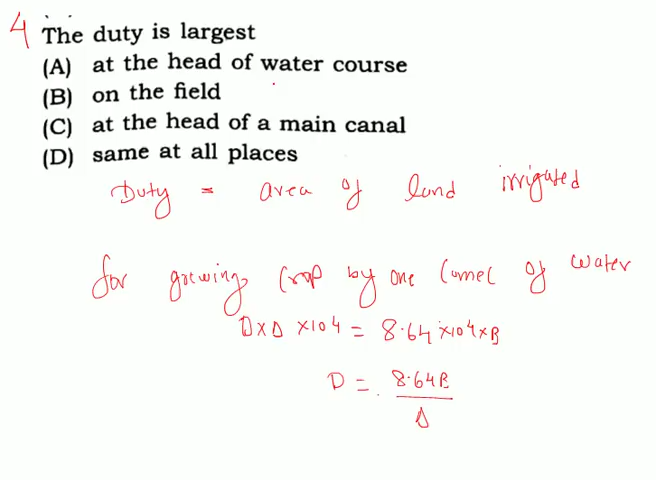 4 The duty is largest
(A) at the head of water course
(B) on the field
(C) at the head of a main canal
(D) same at all places
Duty = area of land irrigated
for growing crop by one Cumec of water
D×Δ×10⁴ = 8.64×10⁴×B
D = 8.64B
Δ